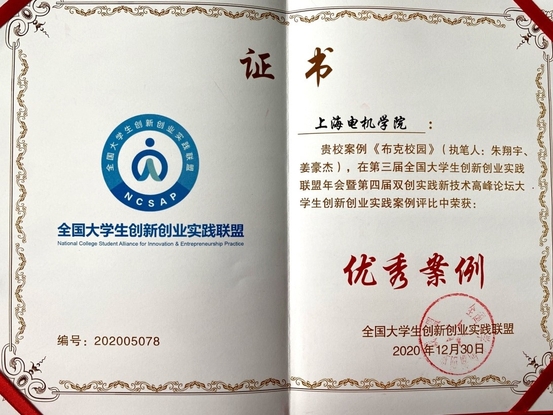 证 书
全国大学生创新创业实践联盟
NCSAP
全国大学生创新创业实践联盟
National College Student Alliance for Innovation & Entrepreneurship Practice
编号：202005078
上海电机学院：
贵校案例《布克校园》（执笔人：朱翔宇、
姜豪杰），在第三届全国大学生创新创业实践
联盟年会暨第四届双创实践新技术高峰论坛大
学生创新创业实践案例评比中荣获：
优秀案例
全国大学生创新创业实践联盟
2020 年12月30日